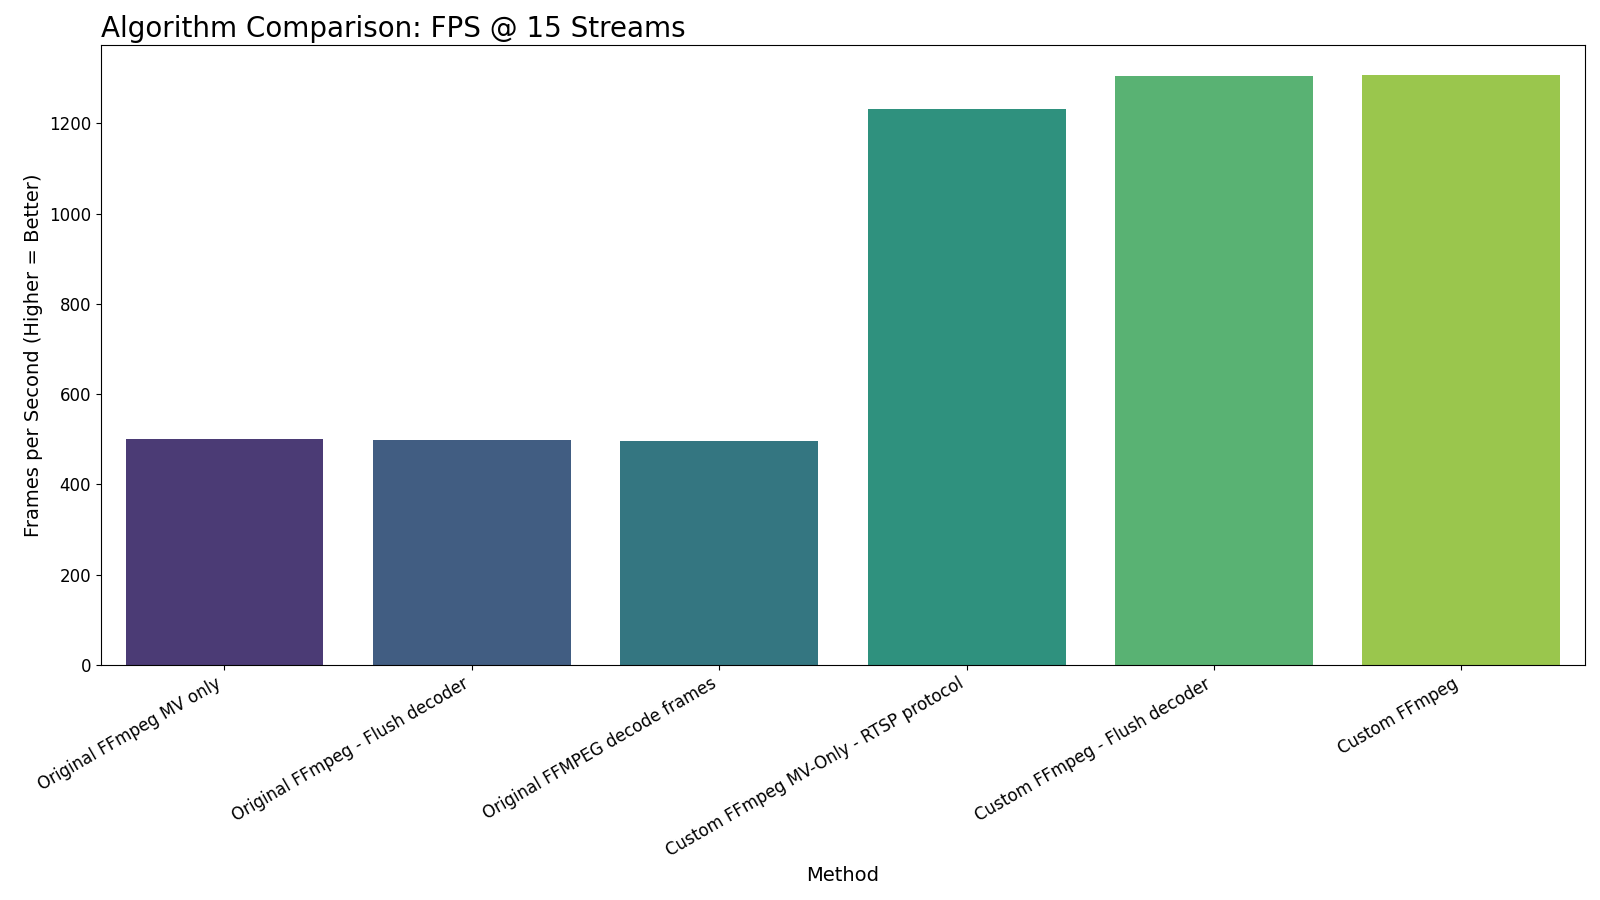 Algorithm Comparison: FPS @ 15 Streams
Frames per Second (Higher = Better)
1200
1000
800
600
400
200
0
Original FFmpeg MV only
Original FFmpeg - Flush decoder
Original FFMPEG decode frames
Custom FFmpeg MV-Only - RTSP protocol
Custom FFmpeg - Flush decoder
Custom FFmpeg
Method